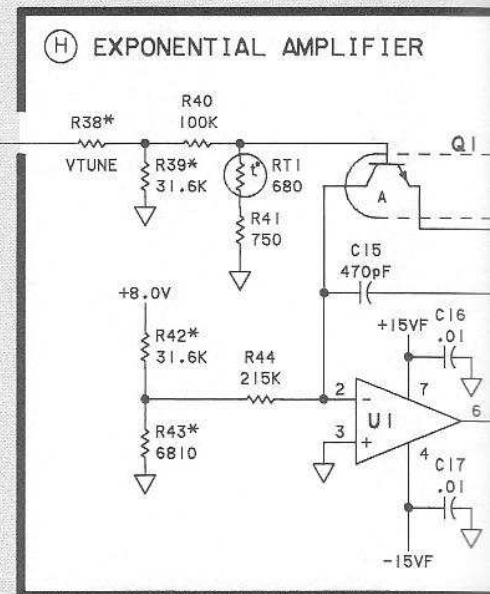 H EXPONENTIAL AMPLIFIER
R38*
VTUNE
R40
100K
R39*
31.6K
t°
RT1
680
R41
750
Q1
A
C15
470pF
+8.0V
R42*
31.6K
R44
215K
R43*
6810
+15VF
C16
.01
2
-
7
U1
6
3
+
4
C17
.01
-15VF